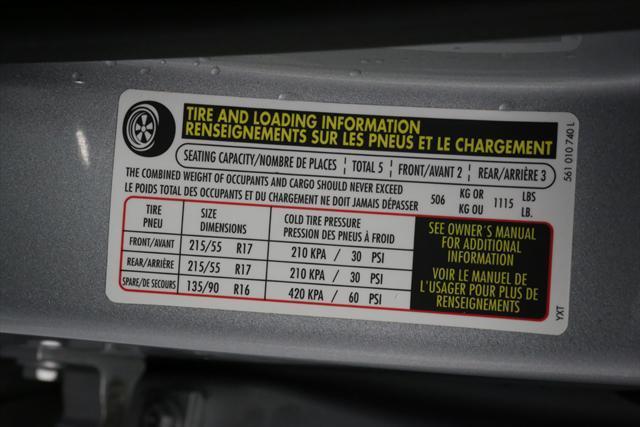 TIRE AND LOADING INFORMATION
RENSEIGNEMENTS SUR LES PNEUS ET LE CHARGEMENT
SEATING CAPACITY/NOMBRE DE PLACES TOTAL 5 FRONT/AVANT 2 REAR/ARRIÈRE 3
THE COMBINED WEIGHT OF OCCUPANTS AND CARGO SHOULD NEVER EXCEED
LE POIDS TOTAL DES OCCUPANTS ET DU CHARGEMENT NE DOIT JAMAIS DÉPASSER
506 KG OR 1115 LBS
KG OU LB.
TIRE SIZE COLD TIRE PRESSURE
PNEU DIMENSIONS PRESSION DES PNEUS À FROID
FRONT/AVANT 215/55 R17 210 KPA / 30 PSI
REAR/ARRIÈRE 215/55 R17 210 KPA / 30 PSI
SPARE/DE SECOURS 135/90 R16 420 KPA / 60 PSI
SEE OWNER'S MANUAL
FOR ADDITIONAL
INFORMATION
VOIR LE MANUEL DE
L'USAGER POUR PLUS DE
RENSEIGNEMENTS
561 010 740 L
YXT